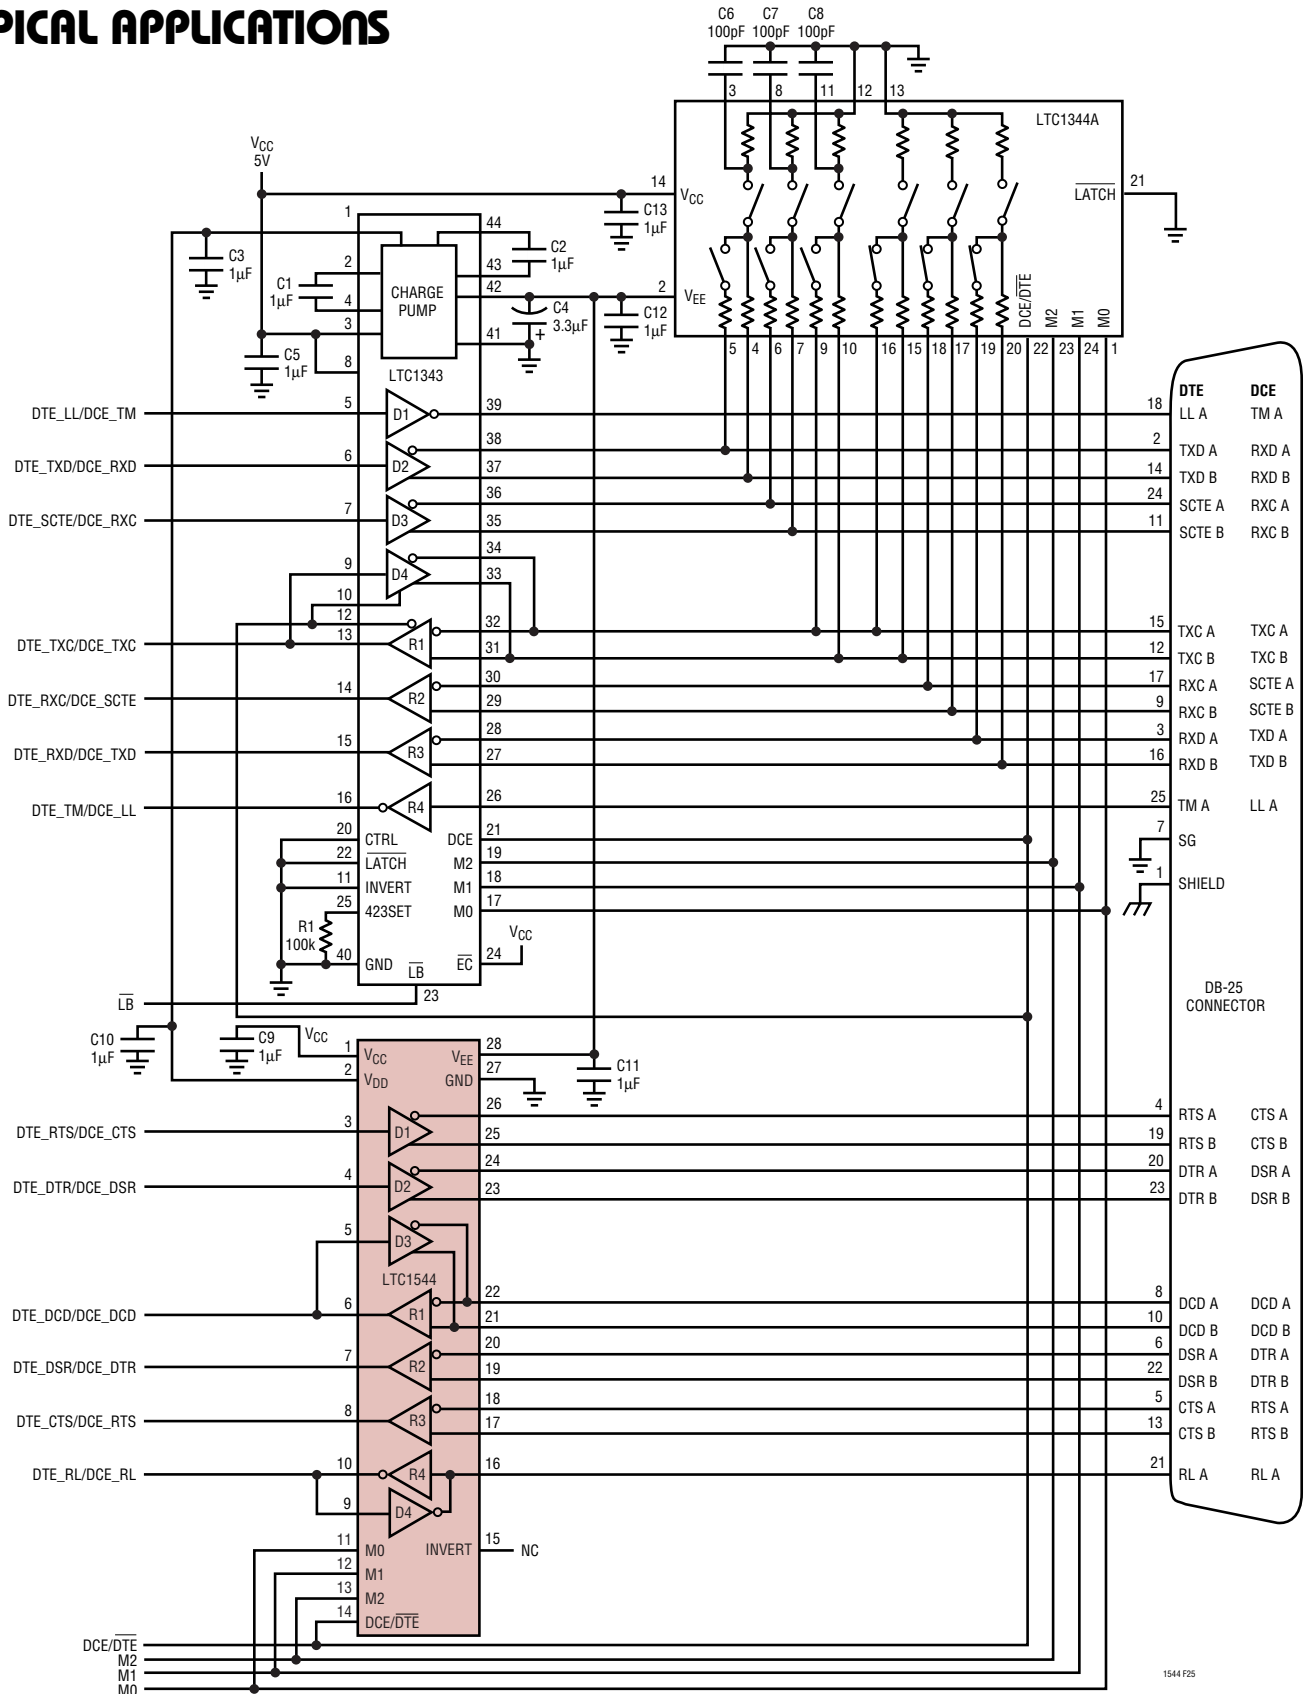 PICAL APPLICATIONS
C6 C7 C8
100pF 100pF 100pF
3 8 11 12 13
LTC1344A
VCC
5V
14 VCC
LATCH 21
C13
1µF
1
44
C3
1µF
2
C1
1µF
4
3
CHARGE
PUMP
43
C2
1µF
42
C4
3.3µF
+
41
2 VEE
C12
1µF
DCE/DTE
M2
M1
M0
5 4 6 7 9 10 16 15 18 17 19 20 22 23 24 1
C5
1µF
8
LTC1343
DTE DCE
DTE_LL/DCE_TM 5 D1 39 18 LL A TM A
38 2 TXD A RXD A
DTE_TXD/DCE_RXD 6 D2 37 14 TXD B RXD B
36 24 SCTE A RXC A
DTE_SCTE/DCE_RXC 7 D3 35 11 SCTE B RXC B
34
9 D4 33
10
12 32 15 TXC A TXC A
DTE_TXC/DCE_TXC 13 R1 31 12 TXC B TXC B
30 17 RXC A SCTE A
DTE_RXC/DCE_SCTE 14 R2 29 9 RXC B SCTE B
28 3 RXD A TXD A
DTE_RXD/DCE_TXD 15 R3 27 16 RXD B TXD B
DTE_TM/DCE_LL 16 R4 26 25 TM A LL A
20 CTRL DCE 21
7 SG
22 LATCH M2 19
11 INVERT M1 18
1 SHIELD
25 423SET M0 17
R1
100k
VCC
40 GND LB EC 24
LB 23
DB-25
CONNECTOR
C10
1µF
C9
1µF
VCC
1 VCC VEE 28
2 VDD GND 27
C11
1µF
26 4 RTS A CTS A
DTE_RTS/DCE_CTS 3 D1 25 19 RTS B CTS B
24 20 DTR A DSR A
DTE_DTR/DCE_DSR 4 D2 23 23 DTR B DSR B
5 D3
LTC1544
22 8 DCD A DCD A
DTE_DCD/DCE_DCD 6 R1 21 10 DCD B DCD B
20 6 DSR A DTR A
DTE_DSR/DCE_DTR 7 R2 19 22 DSR B DTR B
18 5 CTS A RTS A
DTE_CTS/DCE_RTS 8 R3 17 13 CTS B RTS B
DTE_RL/DCE_RL 10 R4 16 21 RL A RL A
9 D4
11 M0 INVERT 15 NC
12 M1
13 M2
14 DCE/DTE
DCE/DTE
M2
M1
M0
1544 F25